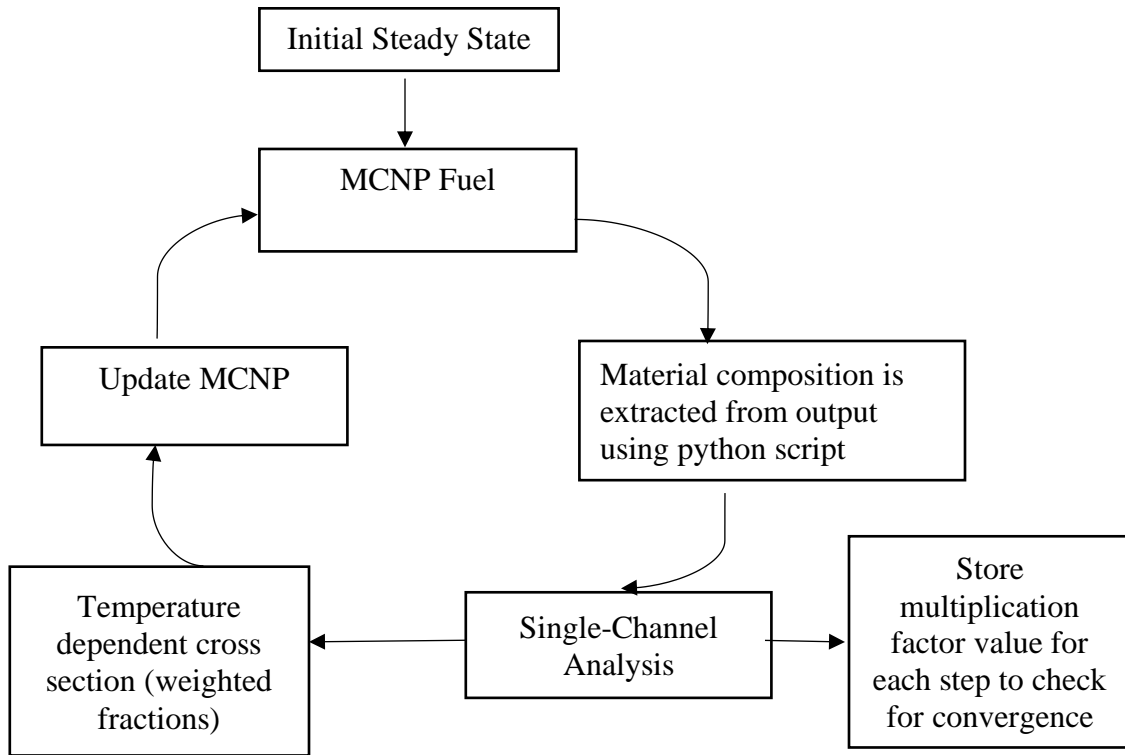 Initial Steady State
MCNP Fuel
Update MCNP
Material composition is
extracted from output
using python script
Temperature
dependent cross
section (weighted
fractions)
Single-Channel
Analysis
Store
multiplication
factor value for
each step to check
for convergence